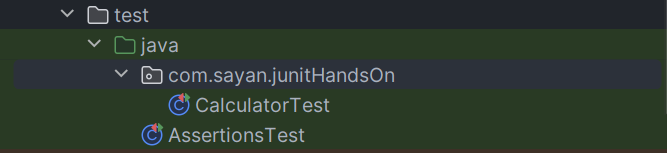 test
java
com.sayan.junitHandsOn
CalculatorTest
AssertionsTest